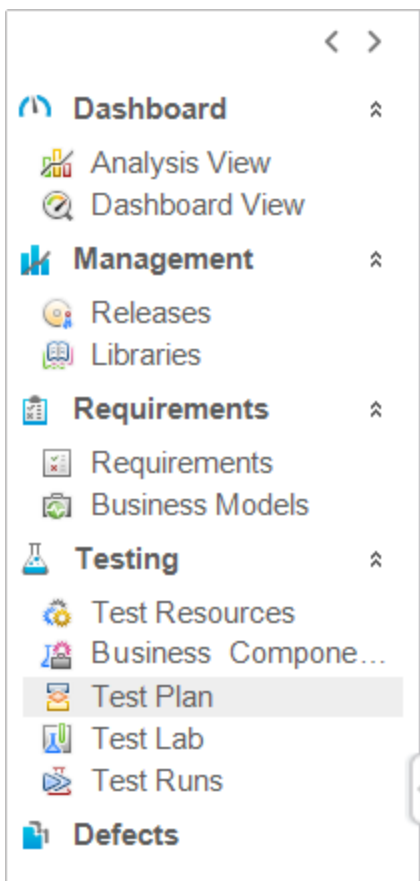 Dashboard
Analysis View
Dashboard View
Management
Releases
Libraries
Requirements
Requirements
Business Models
Testing
Test Resources
Business Compone...
Test Plan
Test Lab
Test Runs
Defects